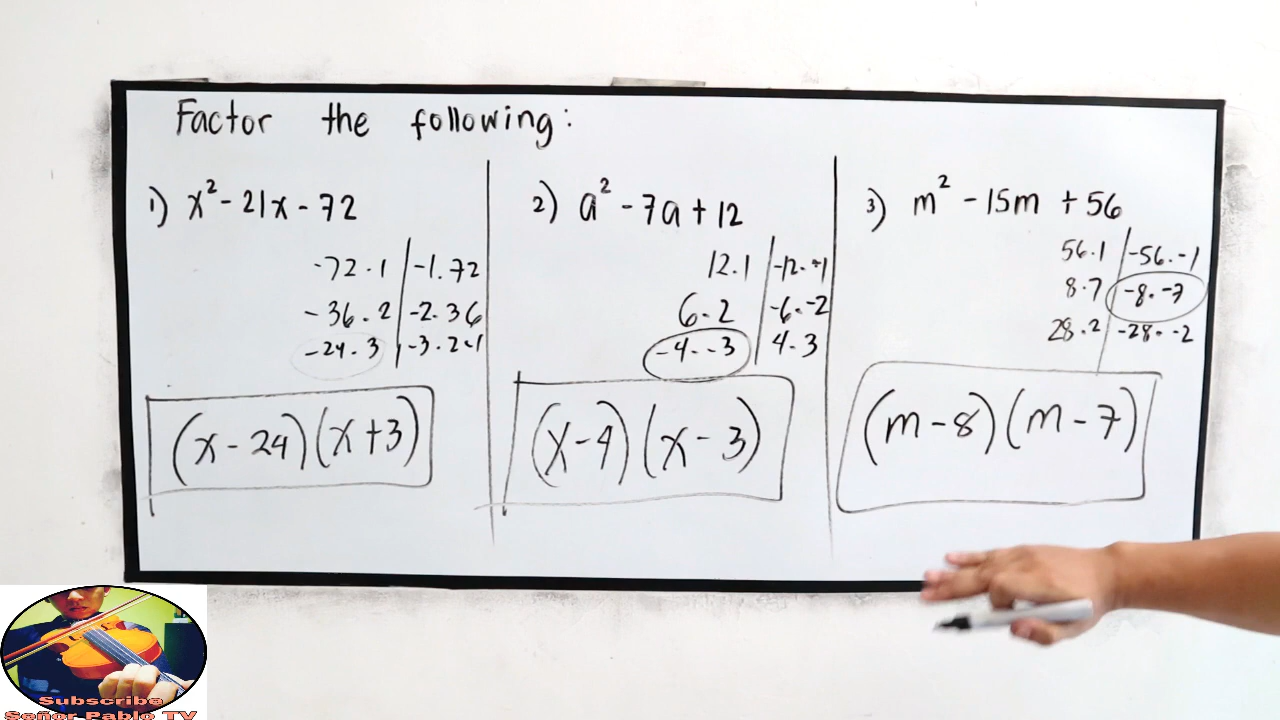 Factor the following:
1) x² - 21x - 72
-72 · 1 | -1 · 72
-36 · 2 | -2 · 36
-24 · 3 | -3 · 24
(x - 24)(x + 3)
2) a² - 7a + 12
12 · 1 | -12 · -1
6 · 2 | -6 · -2
-4 · -3 | 4 · 3
(x - 4)(x - 3)
3) m² - 15m + 56
56 · 1 | -56 · -1
8 · 7 | -8 · -7
28 · 2 | -28 · -2
(m - 8)(m - 7)
Subscribe
Señor Pablo TV